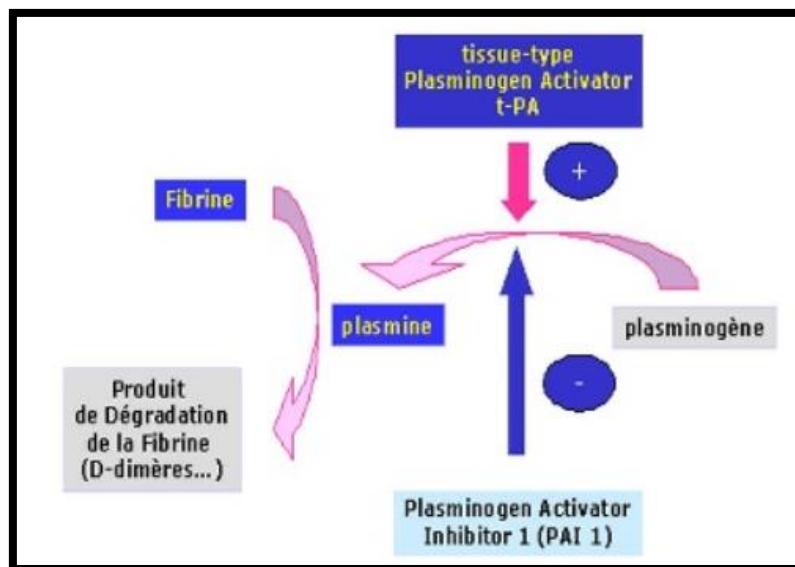 tissue-type
Plasminogen Activator
t-PA
+
Fibrine
plasmine
plasminogène
-
Produit
de Dégradation
de la Fibrine
(D-dimères...)
Plasminogen Activator
Inhibitor 1 (PAI 1)